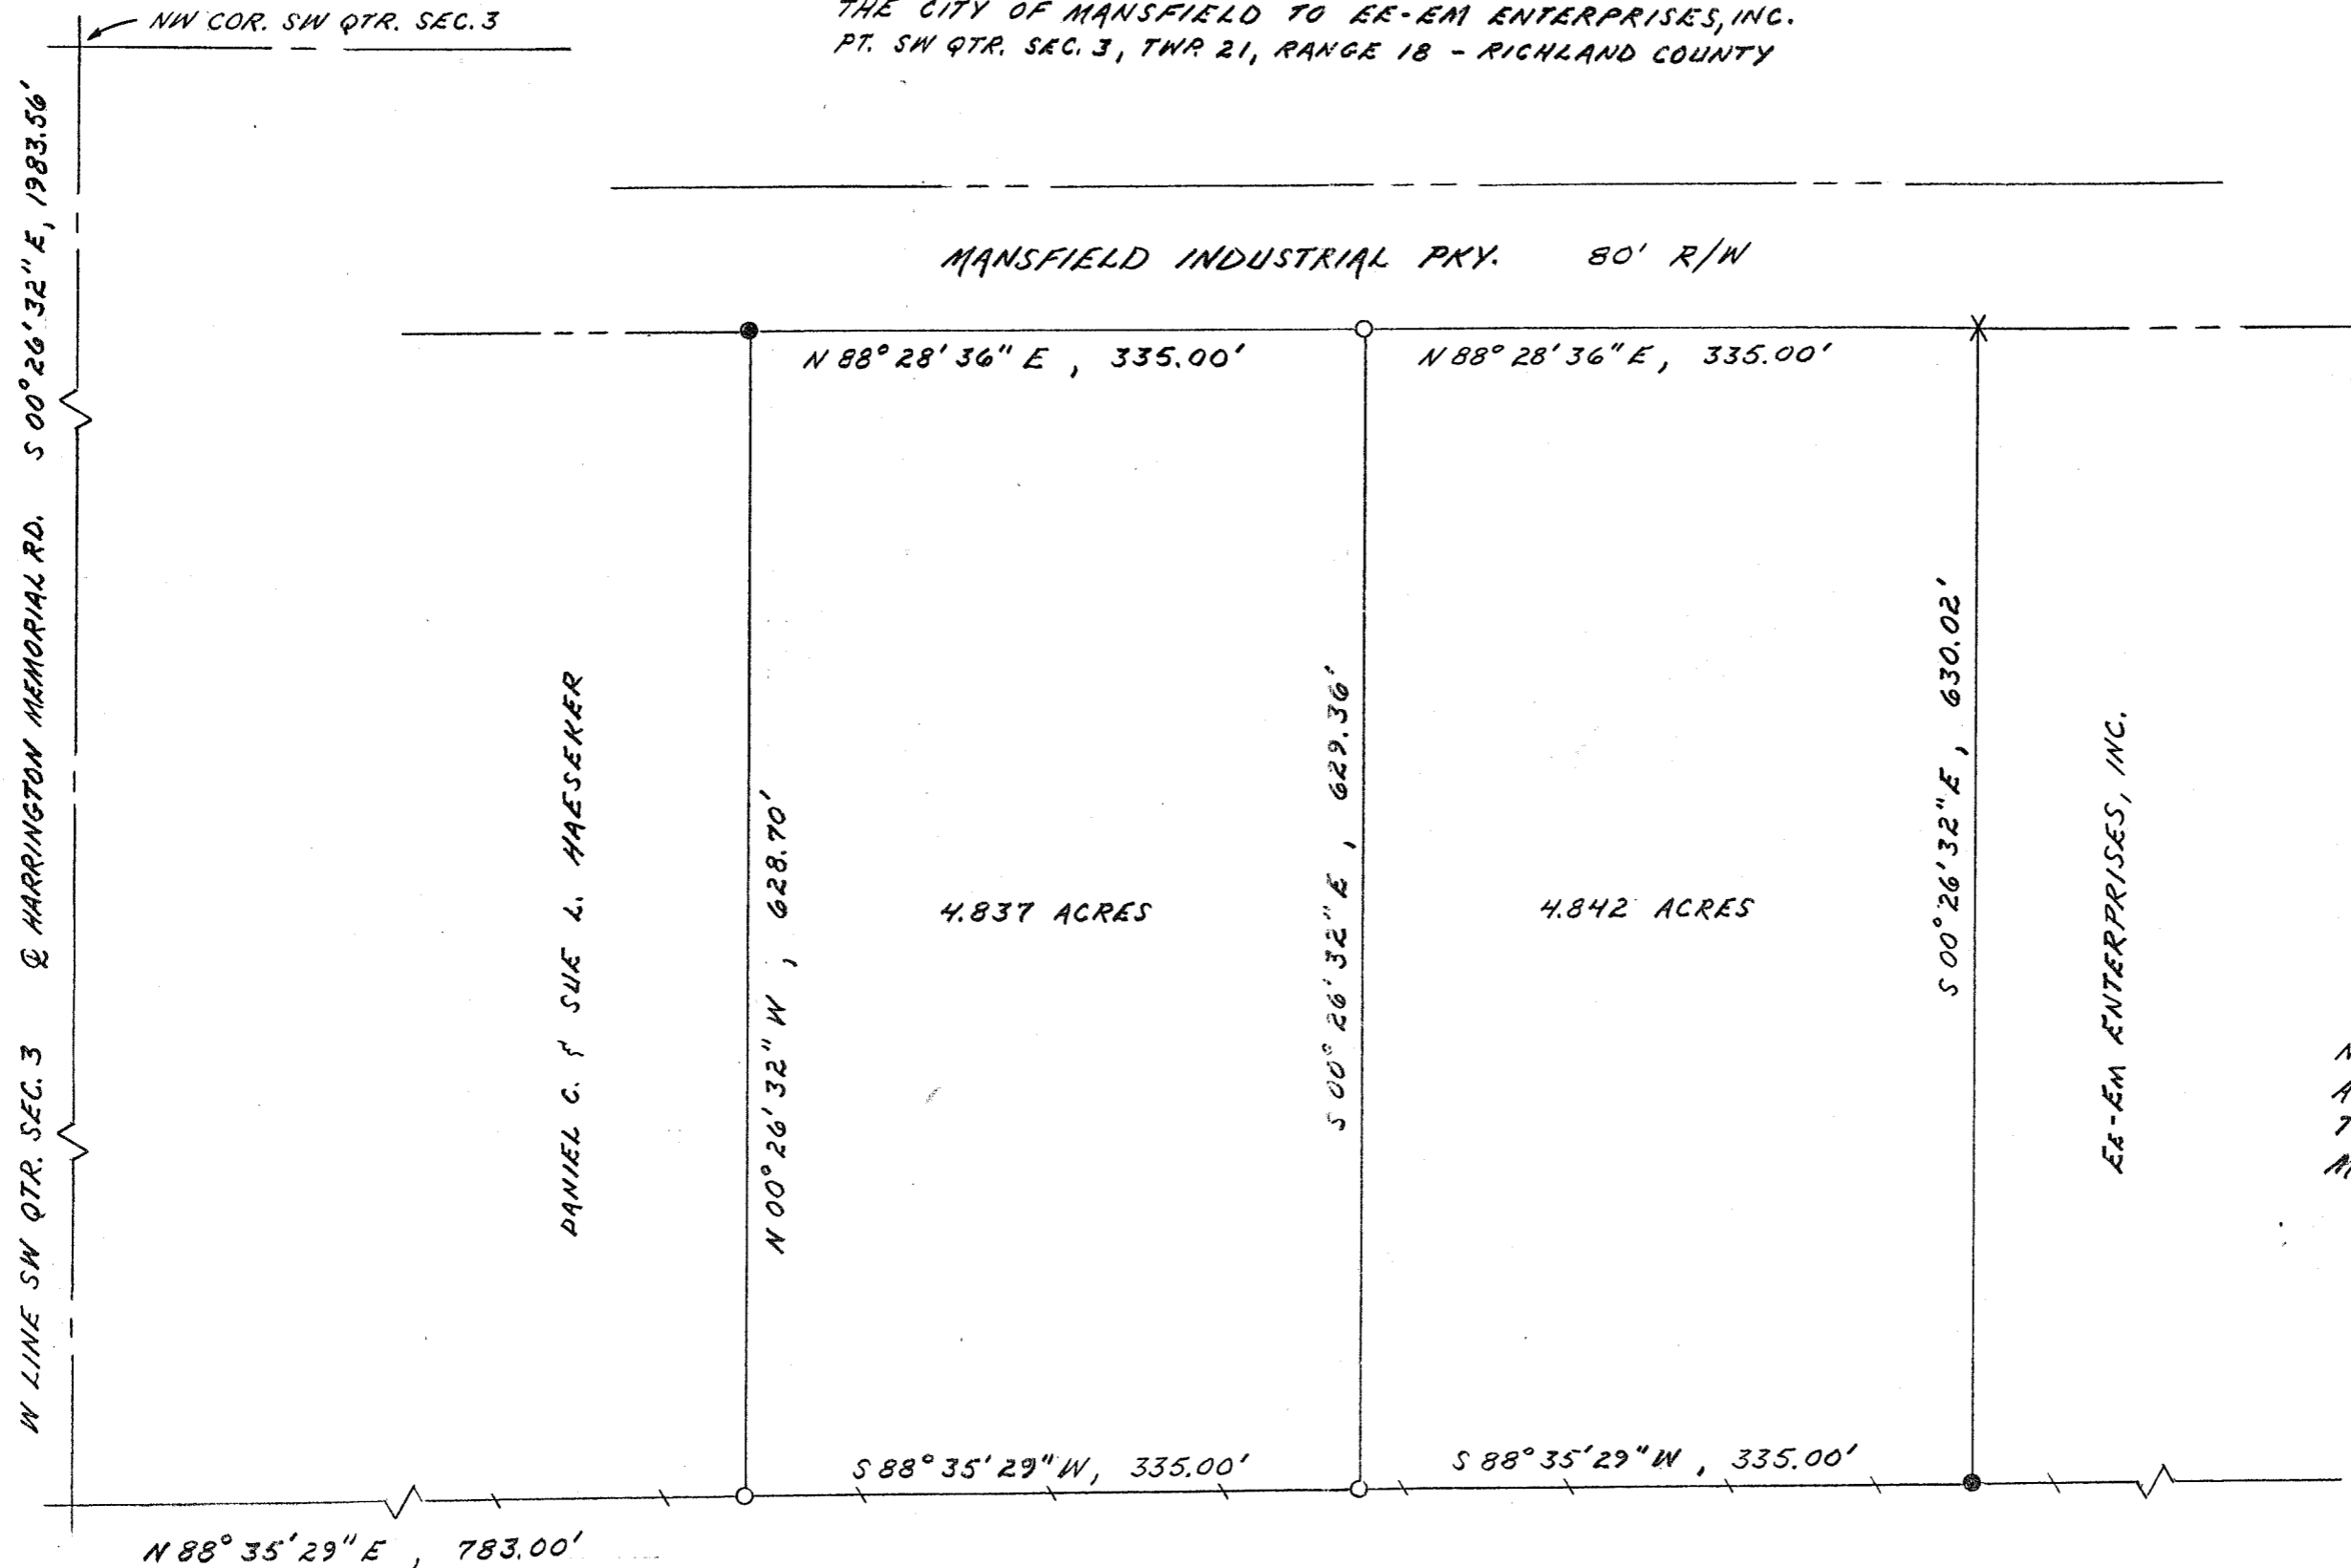 THE CITY OF MANSFIELD TO EE-EM ENTERPRISES, INC.
PT. SW QTR. SEC. 3, TWP. 21, RANGE 18 - RICHLAND COUNTY
NW COR. SW QTR. SEC. 3
MANSFIELD INDUSTRIAL PKY. 80' R/W
N 88° 28' 36" E, 335.00'
N 88° 28' 36" E, 335.00'
W LINE SW QTR. SEC. 3 ℄ HARRINGTON MEMORIAL RD. S 00° 26' 32" E, 1983.56'
DANIEL C. & SUE L. HAESEKER
N 00° 26' 32" W, 628.70'
4.837 ACRES
S 00° 26' 32" E, 629.36'
4.842 ACRES
S 00° 26' 32" E, 630.02'
EE-EM ENTERPRISES, INC.
S 88° 35' 29" W, 335.00'
S 88° 35' 29" W, 335.00'
N 88° 35' 29" E, 783.00'